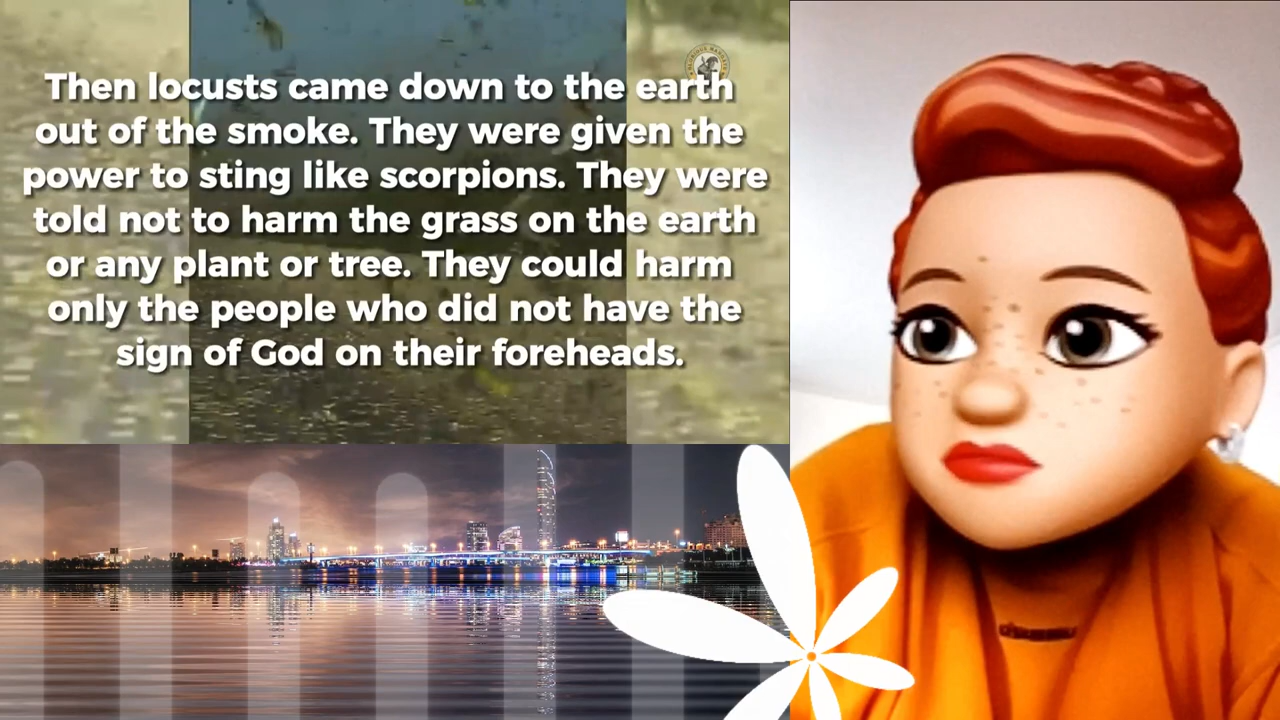 Then locusts came down to the earth
out of the smoke. They were given the
power to sting like scorpions. They were
told not to harm the grass on the earth
or any plant or tree. They could harm
only the people who did not have the
sign of God on their foreheads.